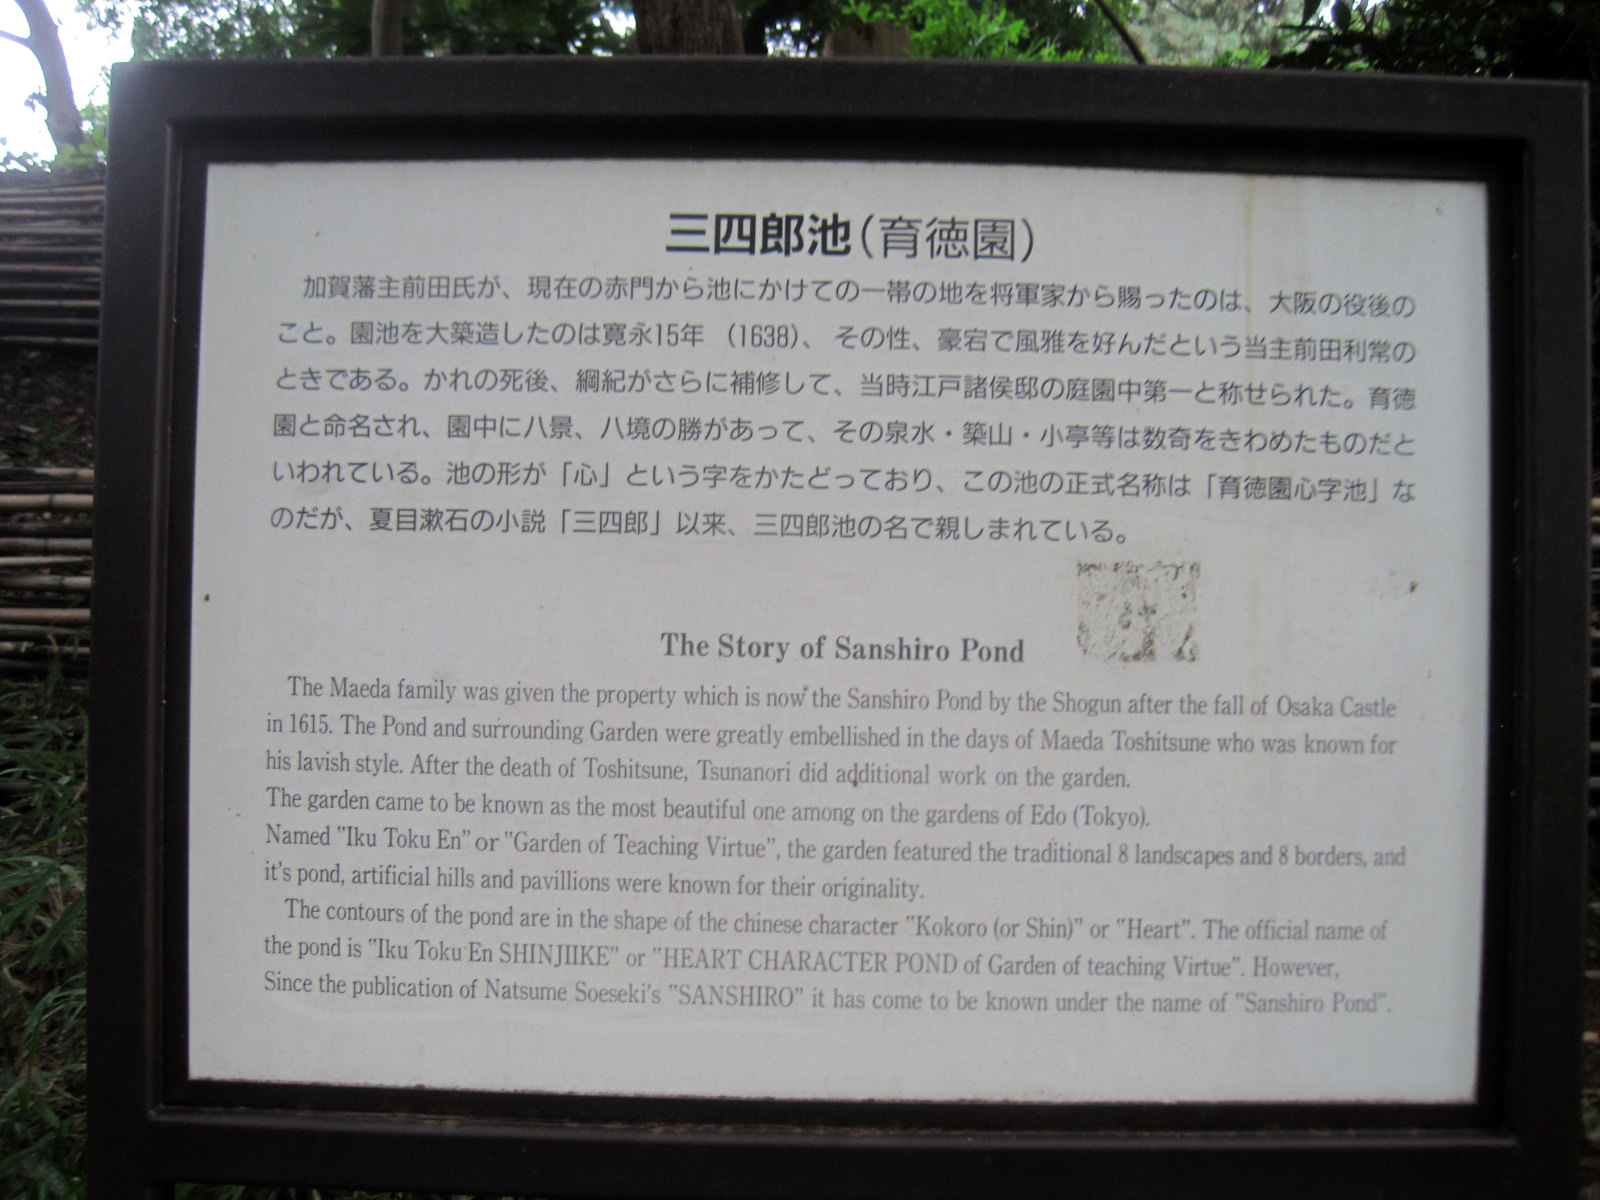 三四郎池(育徳園)
加賀藩主前田氏が、現在の赤門から池にかけての一帯の地を将軍家から賜ったのは、大阪の役後の
こと。園池を大築造したのは寛永15年 (1638)、その性、豪宕で風雅を好んだという当主前田利常の
ときである。かれの死後、綱紀がさらに補修して、当時江戸諸侯邸の庭園中第一と称せられた。育徳
園と命名され、園中に八景、八境の勝があって、その泉水・築山・小亭等は数奇をきわめたものだと
いわれている。池の形が「心」という字をかたどっており、この池の正式名称は「育徳園心字池」な
のだが、夏目漱石の小説「三四郎」以来、三四郎池の名で親しまれている。
The Story of Sanshiro Pond
The Maeda family was given the property which is now the Sanshiro Pond by the Shogun after the fall of Osaka Castle
in 1615. The Pond and surrounding Garden were greatly embellished in the days of Maeda Toshitsune who was known for
his lavish style. After the death of Toshitsune, Tsunanori did additional work on the garden.
The garden came to be known as the most beautiful one among on the gardens of Edo (Tokyo).
Named "Iku Toku En" or "Garden of Teaching Virtue", the garden featured the traditional 8 landscapes and 8 borders, and
it's pond, artificial hills and pavillions were known for their originality.
The contours of the pond are in the shape of the chinese character "Kokoro (or Shin)" or "Heart". The official name of
the pond is "Iku Toku En SHINJIIKE" or "HEART CHARACTER POND of Garden of teaching Virtue". However,
Since the publication of Natsume Soeseki's "SANSHIRO" it has come to be known under the name of "Sanshiro Pond".